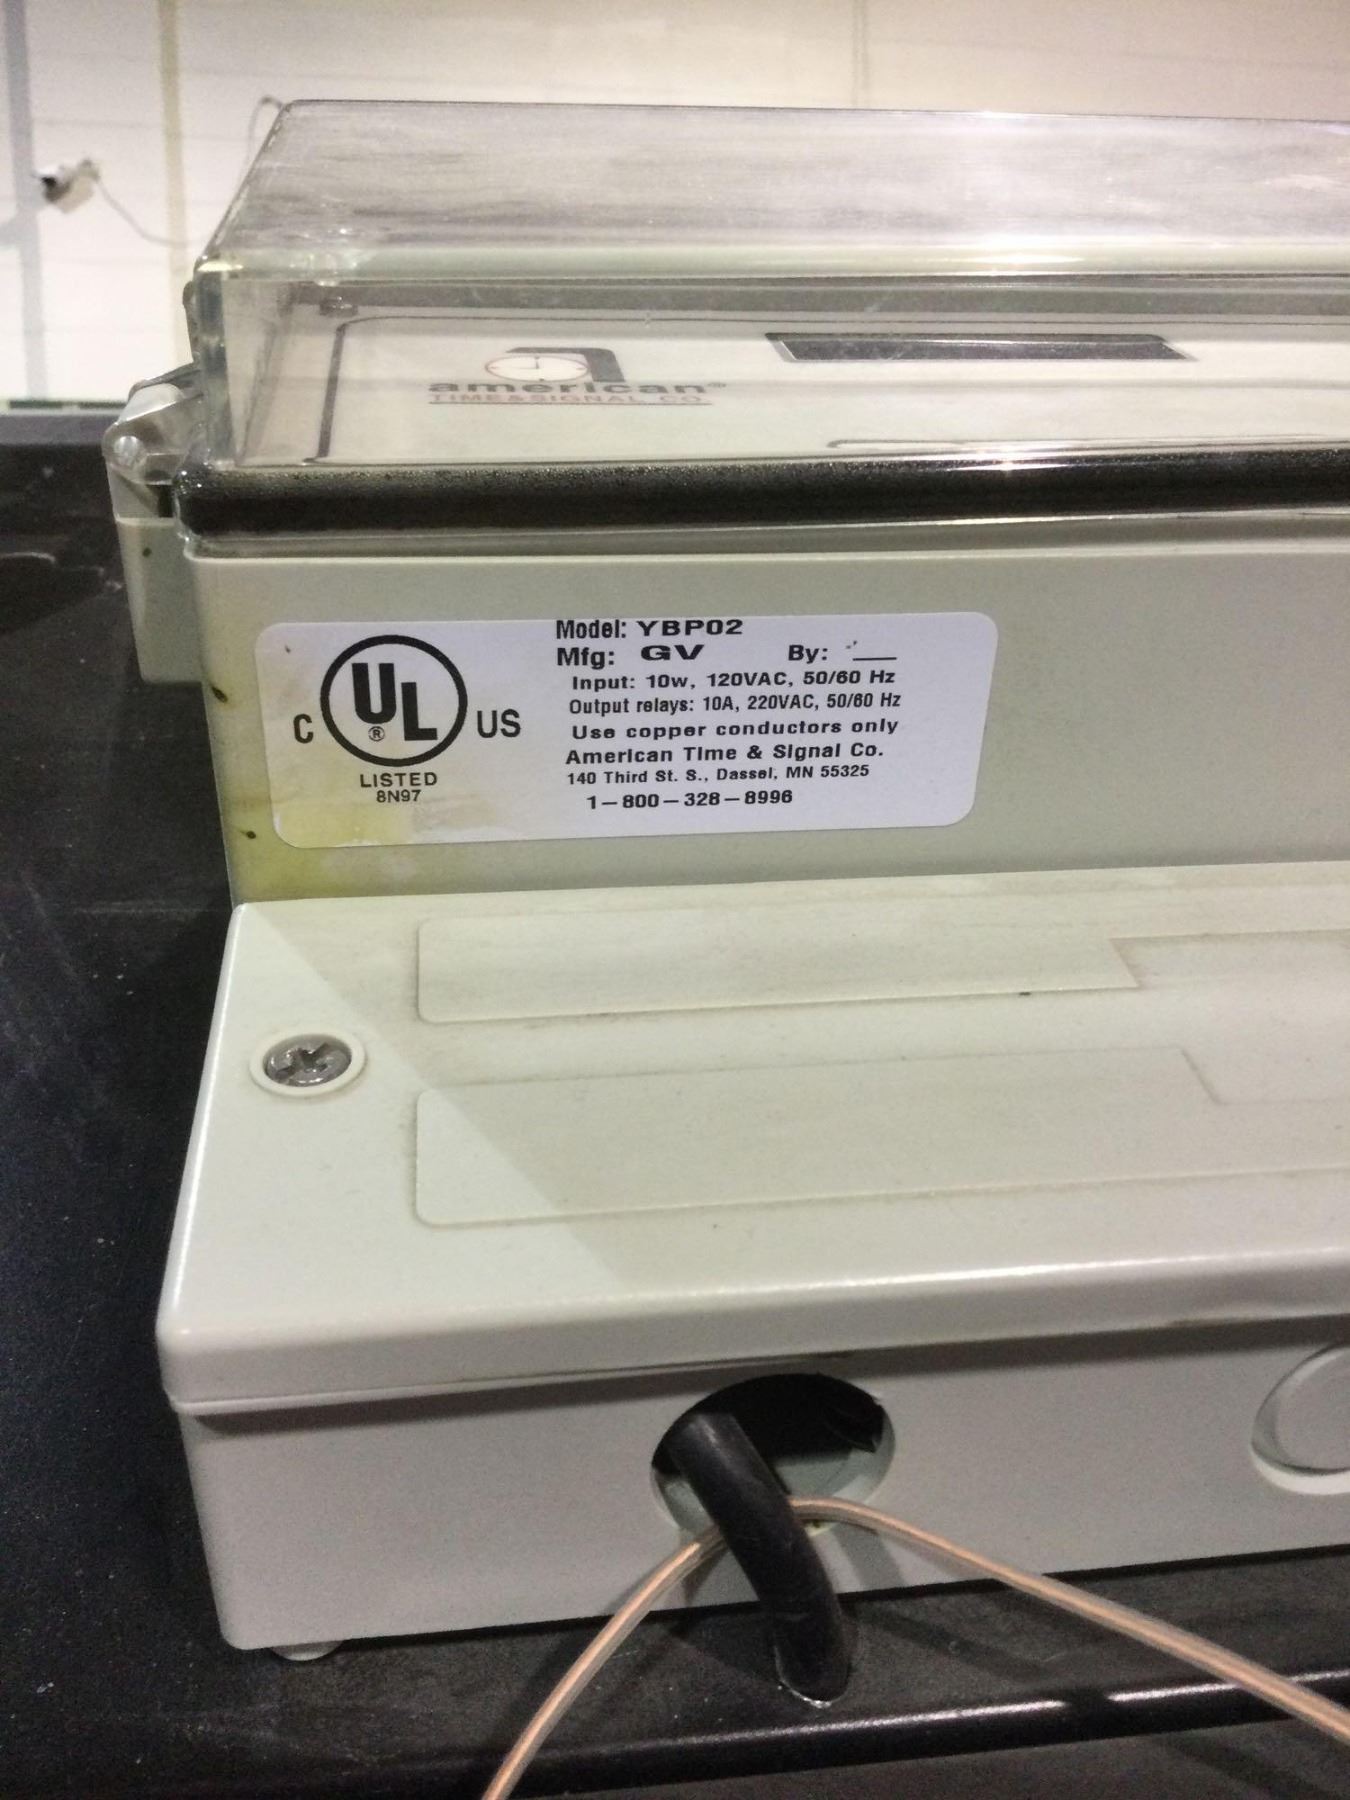 american®
TIME & SIGNAL CO.
C UL ® US
LISTED
8N97
Model: YBP02
Mfg: GV By: __
Input: 10w, 120VAC, 50/60 Hz
Output relays: 10A, 220VAC, 50/60 Hz
Use copper conductors only
American Time & Signal Co.
140 Third St. S., Dassel, MN 55325
1-800-328-8996